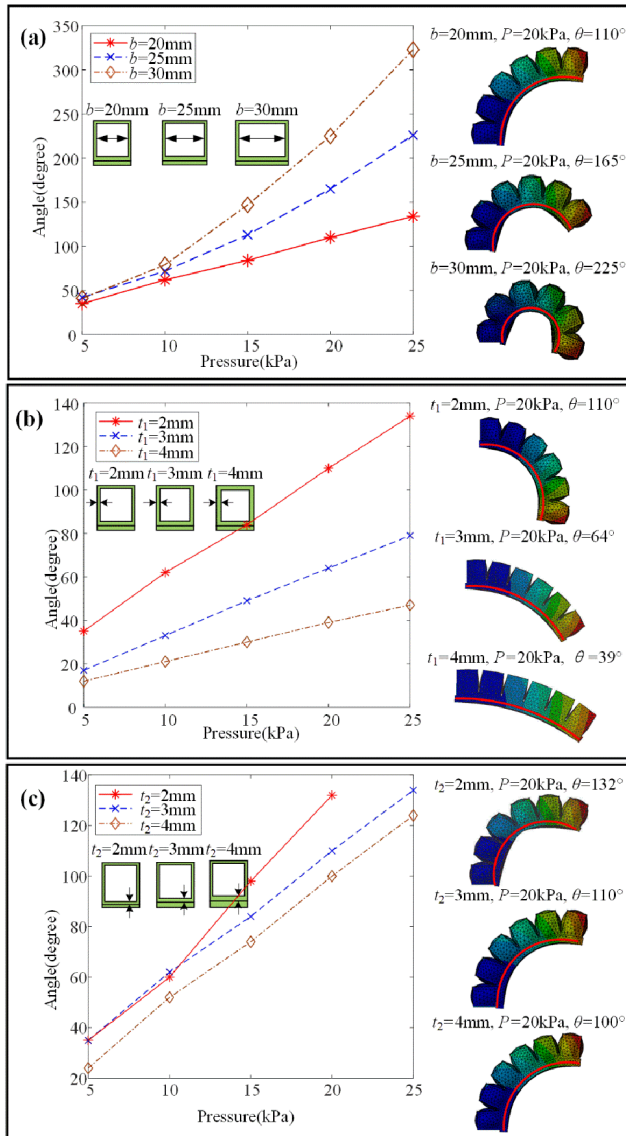 (a)
350
300
250
200
150
100
50
0
Angle(degree)
b=20mm
b=25mm
b=30mm
b=20mm b=25mm b=30mm
5 10 15 20 25
Pressure(kPa)
b=20mm, P=20kPa, θ=110°
b=25mm, P=20kPa, θ=165°
b=30mm, P=20kPa, θ=225°
(b)
140
120
100
80
60
40
20
0
Angle(degree)
t₁=2mm
t₁=3mm
t₁=4mm
t₁=2mm t₁=3mm t₁=4mm
5 10 15 20 25
Pressure(kPa)
t₁=2mm, P=20kPa, θ=110°
t₁=3mm, P=20kPa, θ=64°
t₁=4mm, P=20kPa, θ=39°
(c)
140
120
100
80
60
40
20
Angle(degree)
t₂=2mm
t₂=3mm
t₂=4mm
t₂=2mm t₂=3mm t₂=4mm
5 10 15 20 25
Pressure(kPa)
t₂=2mm, P=20kPa, θ=132°
t₂=3mm, P=20kPa, θ=110°
t₂=4mm, P=20kPa, θ=100°